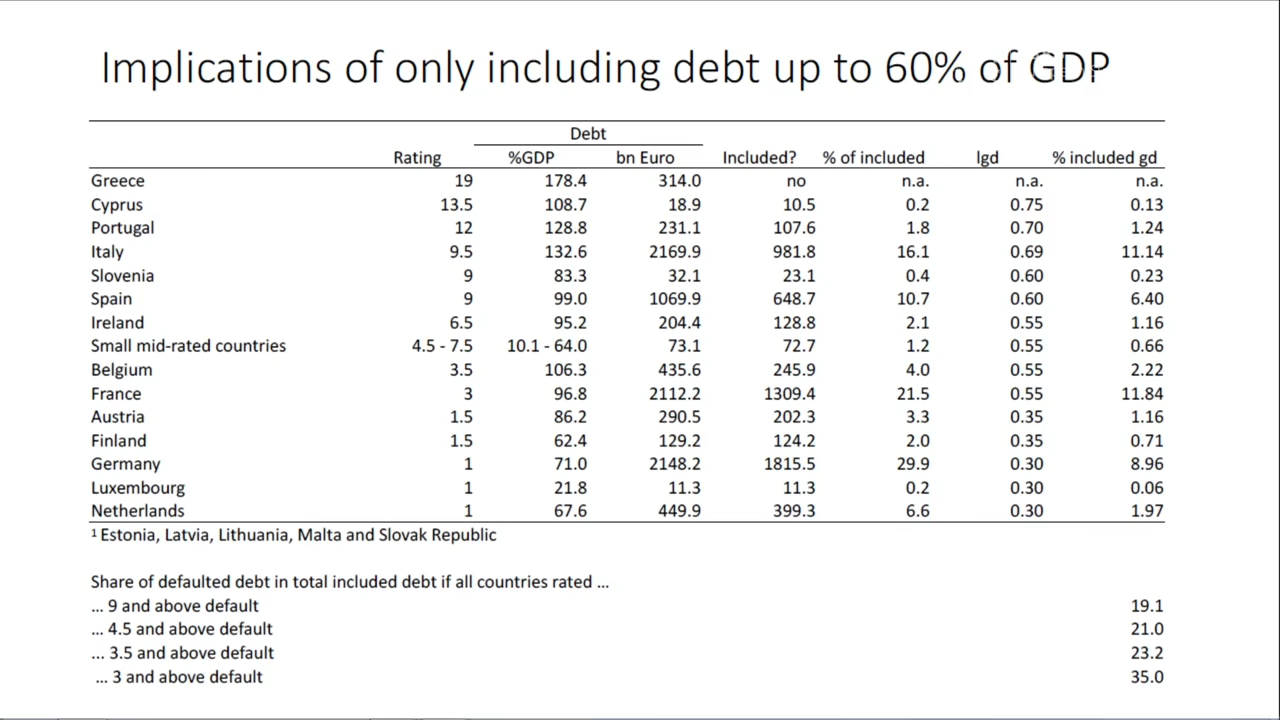 Implications of only including debt up to 60% of GDP
Debt
Rating %GDP bn Euro Included? % of included lgd % included gd
Greece 19 178.4 314.0 no n.a. n.a. n.a.
Cyprus 13.5 108.7 18.9 10.5 0.2 0.75 0.13
Portugal 12 128.8 231.1 107.6 1.8 0.70 1.24
Italy 9.5 132.6 2169.9 981.8 16.1 0.69 11.14
Slovenia 9 83.3 32.1 23.1 0.4 0.60 0.23
Spain 9 99.0 1069.9 648.7 10.7 0.60 6.40
Ireland 6.5 95.2 204.4 128.8 2.1 0.55 1.16
Small mid-rated countries 4.5 - 7.5 10.1 - 64.0 73.1 72.7 1.2 0.55 0.66
Belgium 3.5 106.3 435.6 245.9 4.0 0.55 2.22
France 3 96.8 2112.2 1309.4 21.5 0.55 11.84
Austria 1.5 86.2 290.5 202.3 3.3 0.35 1.16
Finland 1.5 62.4 129.2 124.2 2.0 0.35 0.71
Germany 1 71.0 2148.2 1815.5 29.9 0.30 8.96
Luxembourg 1 21.8 11.3 11.3 0.2 0.30 0.06
Netherlands 1 67.6 449.9 399.3 6.6 0.30 1.97
¹ Estonia, Latvia, Lithuania, Malta and Slovak Republic
Share of defaulted debt in total included debt if all countries rated ...
... 9 and above default 19.1
... 4.5 and above default 21.0
... 3.5 and above default 23.2
... 3 and above default 35.0